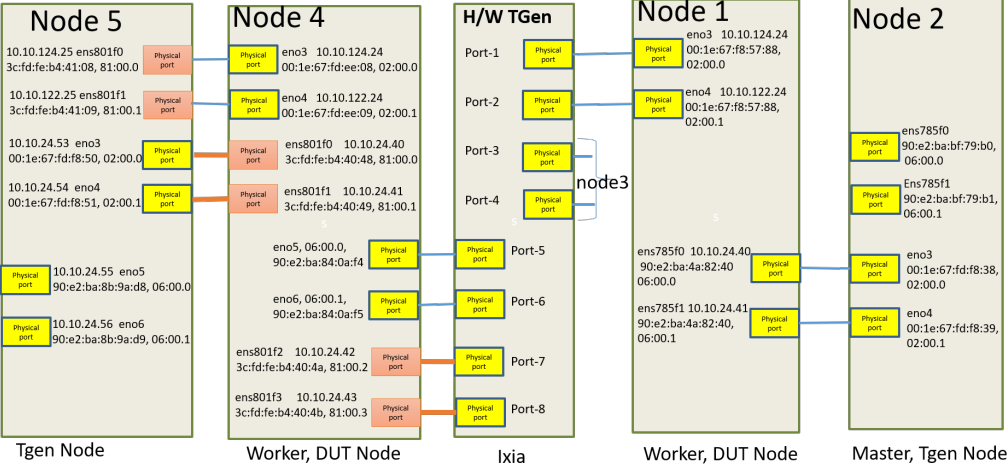 Node 5
10.10.124.25 ens801f0
3c:fd:fe:b4:41:08, 81:00.0
Physical
port
10.10.122.25 ens801f1
3c:fd:fe:b4:41:09, 81:00.1
Physical
port
10.10.24.53 eno3
00:1e:67:fd:f8:50, 02:00.0
Physical
port
10.10.24.54 eno4
00:1e:67:fd:f8:51, 02:00.1
Physical
port
Physical
port
10.10.24.55 eno5
90:e2:ba:8b:9a:d8, 06:00.0
Physical
port
10.10.24.56 eno6
90:e2:ba:8b:9a:d9, 06:00.1
Tgen Node
Node 4
Physical
port
eno3 10.10.124.24
00:1e:67:fd:ee:08, 02:00.0
Physical
port
eno4 10.10.122.24
00:1e:67:fd:ee:09, 02:00.1
Physical
port
ens801f0 10.10.24.40
3c:fd:fe:b4:40:48, 81:00.0
Physical
port
ens801f1 10.10.24.41
3c:fd:fe:b4:40:49, 81:00.1
s
eno5, 06:00.0,
90:e2:ba:84:0a:f4
Physical
port
eno6, 06:00.1,
90:e2:ba:84:0a:f5
Physical
port
ens801f2 10.10.24.42
3c:fd:fe:b4:40:4a, 81:00.2
Physical
port
ens801f3 10.10.24.43
3c:fd:fe:b4:40:4b, 81:00.3
Physical
port
Worker, DUT Node
H/W TGen
Port-1
Physical
port
Port-2
Physical
port
Port-3
Physical
port
node3
Port-4
Physical
port
s
Physical
port
Port-5
Physical
port
Port-6
Physical
port
Port-7
Physical
port
Port-8
Ixia
Node 1
Physical
port
eno3 10.10.124.24
00:1e:67:f8:57:88,
02:00.0
Physical
port
eno4 10.10.122.24
00:1e:67:f8:57:88,
02:00.1
s
ens785f0 10.10.24.40
90:e2:ba:4a:82:40
06:00.0
Physical
port
ens785f1 10.10.24.41
90:e2:ba:4a:82:40,
06:00.1
Physical
port
Worker, DUT Node
Node 2
Physical
port
ens785f0
90:e2:ba:bf:79:b0,
06:00.0
Physical
port
Ens785f1
90:e2:ba:bf:79:b1,
06:00.1
Physical
port
eno3
00:1e:67:fd:f8:38,
02:00.0
Physical
port
eno4
00:1e:67:fd:f8:39,
02:00.1
Master, Tgen Node